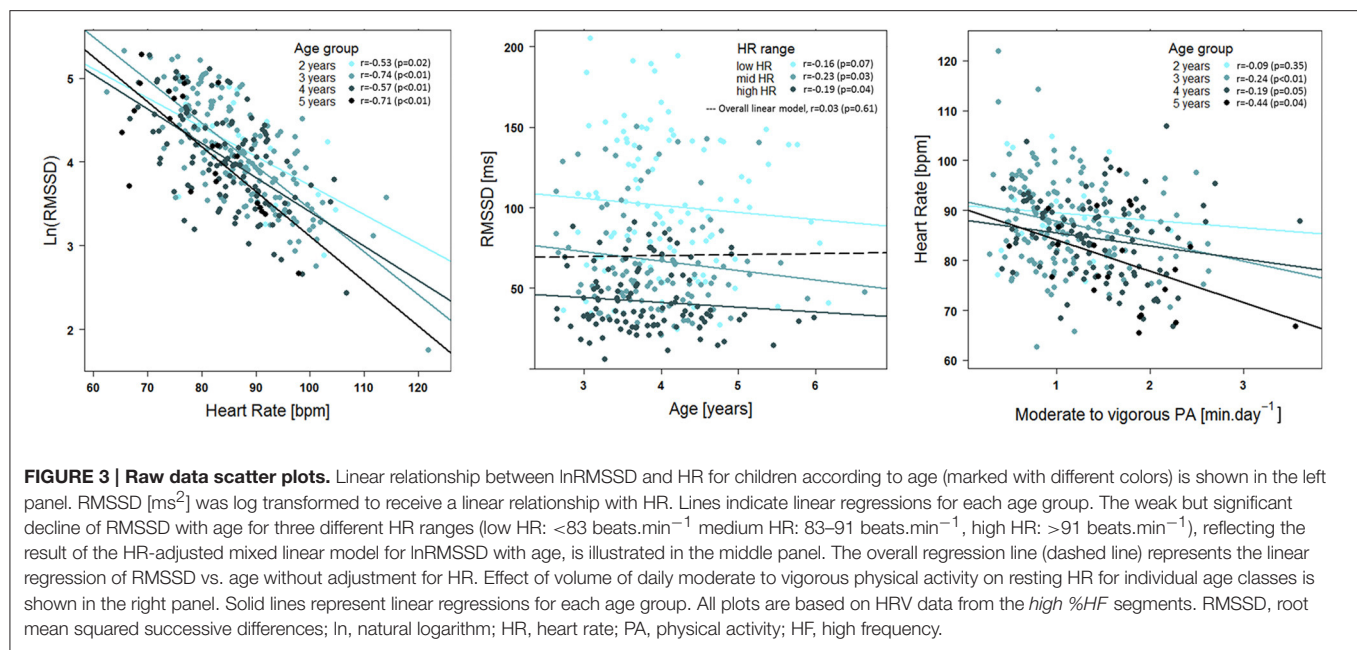 Age group
2 years r=-0.53 (p=0.02)
3 years r=-0.74 (p<0.01)
4 years r=-0.57 (p<0.01)
5 years r=-0.71 (p<0.01)
Ln(RMSSD)
5
4
3
2
60 70 80 90 100 110 120
Heart Rate [bpm]
HR range
low HR r=-0.16 (p=0.07)
mid HR r=-0.23 (p=0.03)
high HR r=-0.19 (p=0.04)
--- Overall linear model, r=0.03 (p=0.61)
RMSSD [ms]
200
150
100
50
3 4 5 6
Age [years]
Age group
2 years r=-0.09 (p=0.35)
3 years r=-0.24 (p<0.01)
4 years r=-0.19 (p=0.05)
5 years r=-0.44 (p=0.04)
Heart Rate [bpm]
120
110
100
90
80
70
60
1 2 3
Moderate to vigorous PA [min.day⁻¹]
FIGURE 3 | Raw data scatter plots. Linear relationship between lnRMSSD and HR for children according to age (marked with different colors) is shown in the left
panel. RMSSD [ms²] was log transformed to receive a linear relationship with HR. Lines indicate linear regressions for each age group. The weak but significant
decline of RMSSD with age for three different HR ranges (low HR: <83 beats.min⁻¹ medium HR: 83–91 beats.min⁻¹, high HR: >91 beats.min⁻¹), reflecting the
result of the HR-adjusted mixed linear model for lnRMSSD with age, is illustrated in the middle panel. The overall regression line (dashed line) represents the linear
regression of RMSSD vs. age without adjustment for HR. Effect of volume of daily moderate to vigorous physical activity on resting HR for individual age classes is
shown in the right panel. Solid lines represent linear regressions for each age group. All plots are based on HRV data from the high %HF segments. RMSSD, root
mean squared successive differences; ln, natural logarithm; HR, heart rate; PA, physical activity; HF, high frequency.